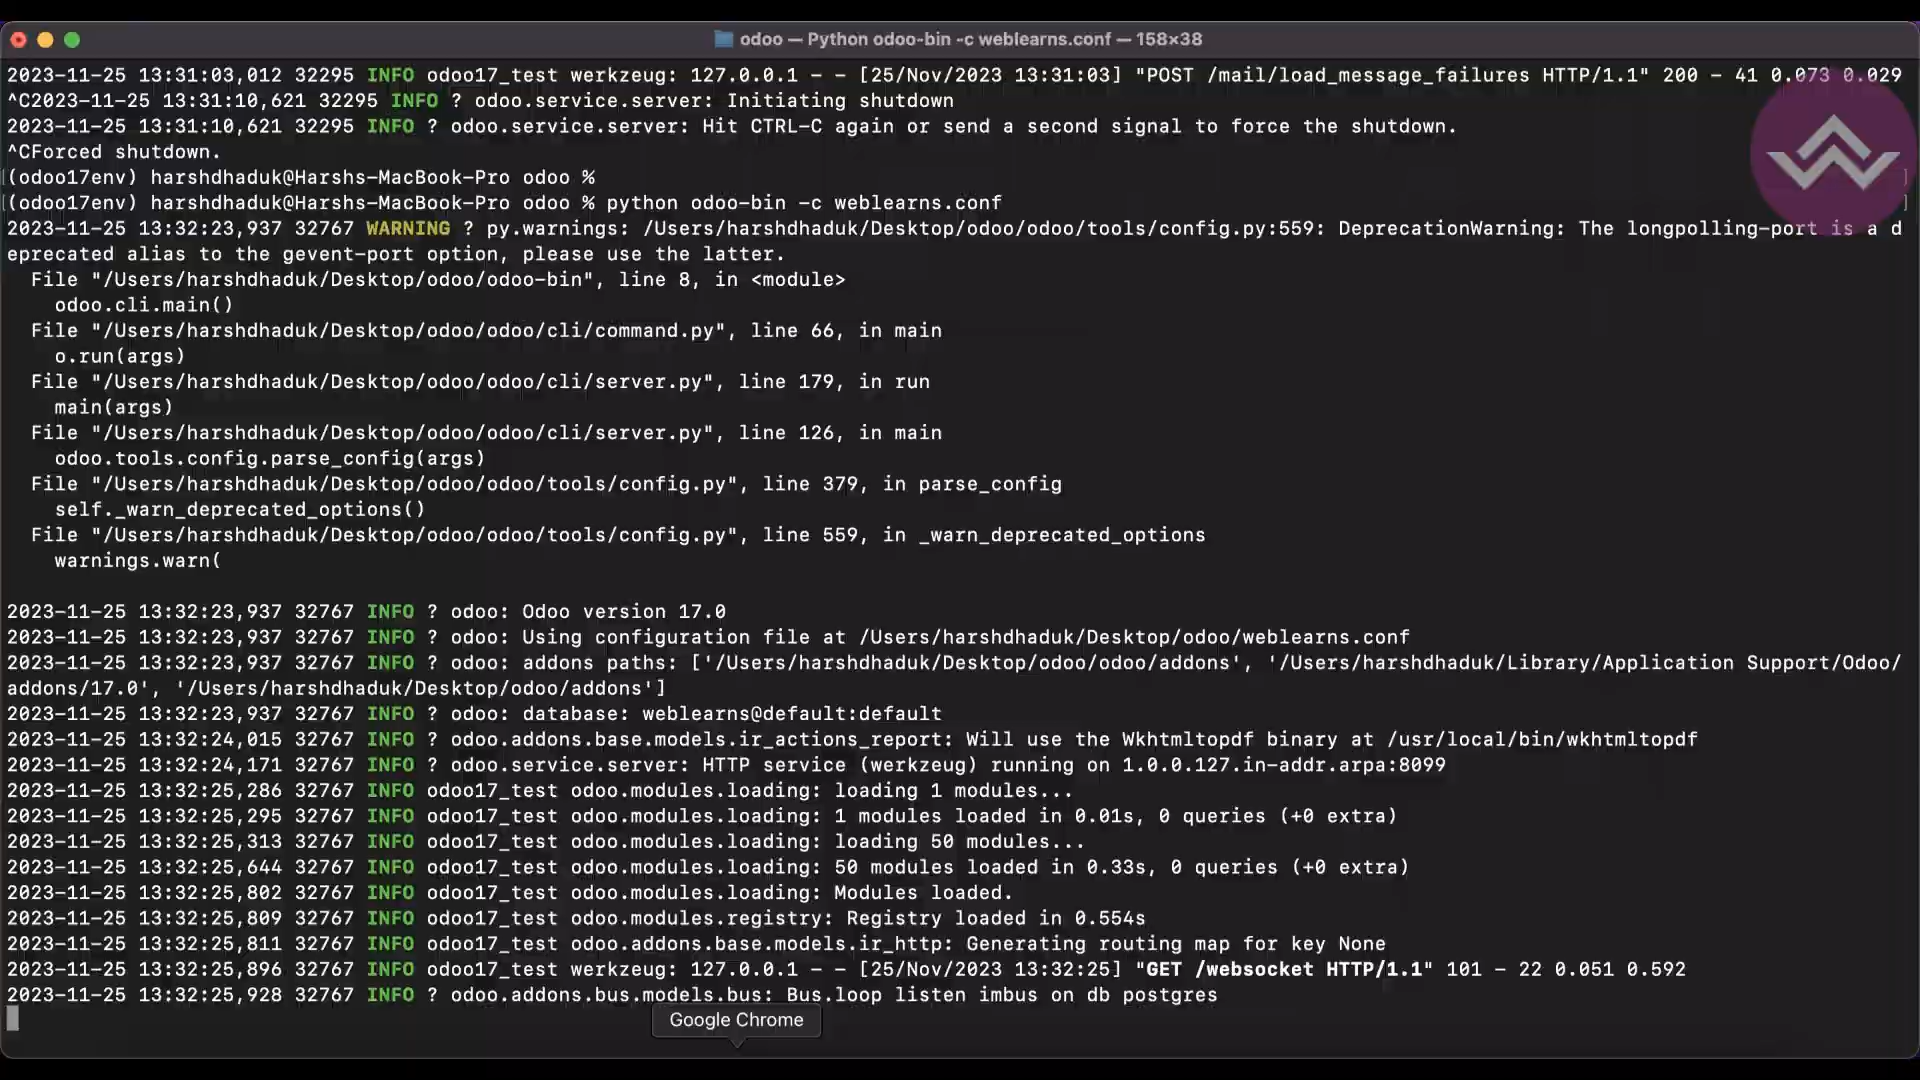 odoo — Python odoo-bin -c weblearns.conf — 158×38
2023-11-25 13:31:03,012 32295 INFO odoo17_test werkzeug: 127.0.0.1 - - [25/Nov/2023 13:31:03] "POST /mail/load_message_failures HTTP/1.1" 200 - 41 0.073 0.029
^C2023-11-25 13:31:10,621 32295 INFO ? odoo.service.server: Initiating shutdown
2023-11-25 13:31:10,621 32295 INFO ? odoo.service.server: Hit CTRL-C again or send a second signal to force the shutdown.
^CForced shutdown.
[(odoo17env) harshdhaduk@Harshs-MacBook-Pro odoo % ]
[(odoo17env) harshdhaduk@Harshs-MacBook-Pro odoo % python odoo-bin -c weblearns.conf ]
2023-11-25 13:32:23,937 32767 WARNING ? py.warnings: /Users/harshdhaduk/Desktop/odoo/odoo/tools/config.py:559: DeprecationWarning: The longpolling-port is a d
eprecated alias to the gevent-port option, please use the latter.
File "/Users/harshdhaduk/Desktop/odoo/odoo-bin", line 8, in <module>
odoo.cli.main()
File "/Users/harshdhaduk/Desktop/odoo/odoo/cli/command.py", line 66, in main
o.run(args)
File "/Users/harshdhaduk/Desktop/odoo/odoo/cli/server.py", line 179, in run
main(args)
File "/Users/harshdhaduk/Desktop/odoo/odoo/cli/server.py", line 126, in main
odoo.tools.config.parse_config(args)
File "/Users/harshdhaduk/Desktop/odoo/odoo/tools/config.py", line 379, in parse_config
self._warn_deprecated_options()
File "/Users/harshdhaduk/Desktop/odoo/odoo/tools/config.py", line 559, in _warn_deprecated_options
warnings.warn(
2023-11-25 13:32:23,937 32767 INFO ? odoo: Odoo version 17.0
2023-11-25 13:32:23,937 32767 INFO ? odoo: Using configuration file at /Users/harshdhaduk/Desktop/odoo/weblearns.conf
2023-11-25 13:32:23,937 32767 INFO ? odoo: addons paths: ['/Users/harshdhaduk/Desktop/odoo/odoo/addons', '/Users/harshdhaduk/Library/Application Support/Odoo/
addons/17.0', '/Users/harshdhaduk/Desktop/odoo/addons']
2023-11-25 13:32:23,937 32767 INFO ? odoo: database: weblearns@default:default
2023-11-25 13:32:24,015 32767 INFO ? odoo.addons.base.models.ir_actions_report: Will use the Wkhtmltopdf binary at /usr/local/bin/wkhtmltopdf
2023-11-25 13:32:24,171 32767 INFO ? odoo.service.server: HTTP service (werkzeug) running on 1.0.0.127.in-addr.arpa:8099
2023-11-25 13:32:25,286 32767 INFO odoo17_test odoo.modules.loading: loading 1 modules...
2023-11-25 13:32:25,295 32767 INFO odoo17_test odoo.modules.loading: 1 modules loaded in 0.01s, 0 queries (+0 extra)
2023-11-25 13:32:25,313 32767 INFO odoo17_test odoo.modules.loading: loading 50 modules...
2023-11-25 13:32:25,644 32767 INFO odoo17_test odoo.modules.loading: 50 modules loaded in 0.33s, 0 queries (+0 extra)
2023-11-25 13:32:25,802 32767 INFO odoo17_test odoo.modules.loading: Modules loaded.
2023-11-25 13:32:25,809 32767 INFO odoo17_test odoo.modules.registry: Registry loaded in 0.554s
2023-11-25 13:32:25,811 32767 INFO odoo17_test odoo.addons.base.models.ir_http: Generating routing map for key None
2023-11-25 13:32:25,896 32767 INFO odoo17_test werkzeug: 127.0.0.1 - - [25/Nov/2023 13:32:25] "GET /websocket HTTP/1.1" 101 - 22 0.051 0.592
2023-11-25 13:32:25,928 32767 INFO ? odoo.addons.bus.models.bus: Bus.loop listen imbus on db postgres
Google Chrome